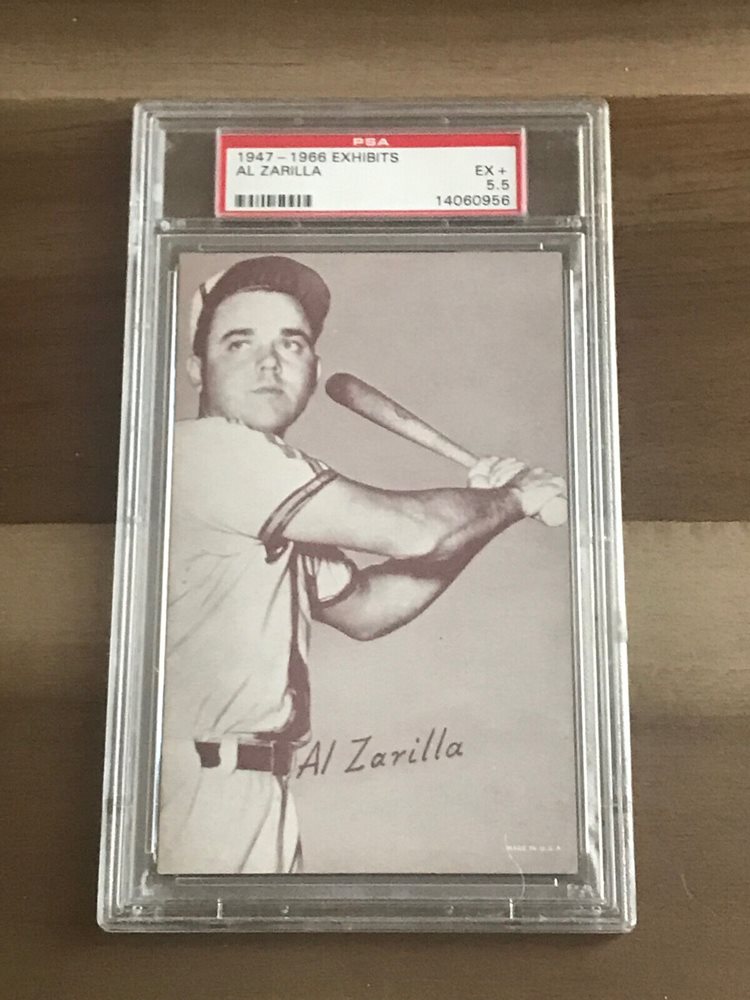 PSA
1947 - 1966 EXHIBITS
AL ZARILLA EX +
5.5
14060956
Al Zarilla
MADE IN U.S.A.